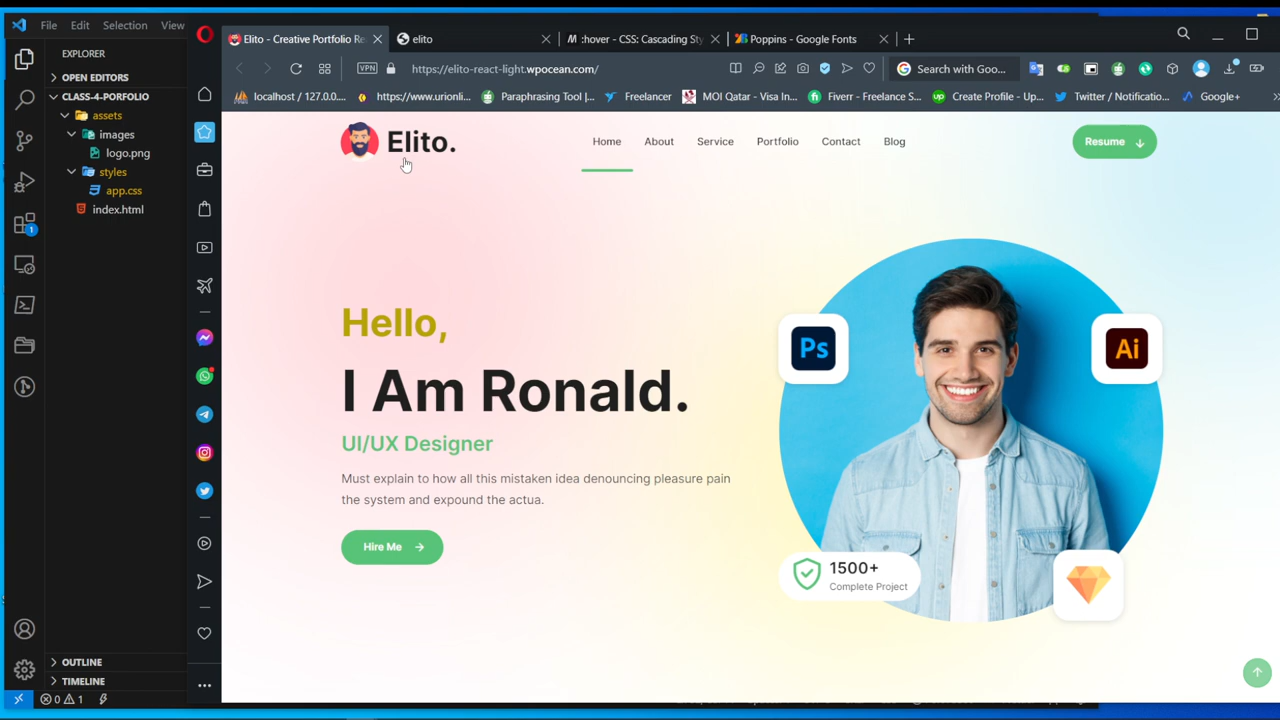 File Edit Selection View
EXPLORER
OPEN EDITORS
CLASS-4-PORFOLIO
assets
images
logo.png
styles
app.css
index.html
OUTLINE
TIMELINE
0 1
1
Elito - Creative Portfolio Re
elito
M :hover - CSS: Cascading Sty
Poppins - Google Fonts
VPN
https://elito-react-light.wpocean.com/
Search with Goo...
localhost / 127.0.0....
https://www.urionli...
Paraphrasing Tool |...
Freelancer
MOI Qatar - Visa In...
Fiverr - Freelance S...
Create Profile - Up...
Twitter / Notificatio...
Google+
Elito.
Home
About
Service
Portfolio
Contact
Blog
Resume
Hello,
I Am Ronald.
UI/UX Designer
Must explain to how all this mistaken idea denouncing pleasure pain
the system and expound the actua.
Hire Me
Ps
Ai
1500+
Complete Project